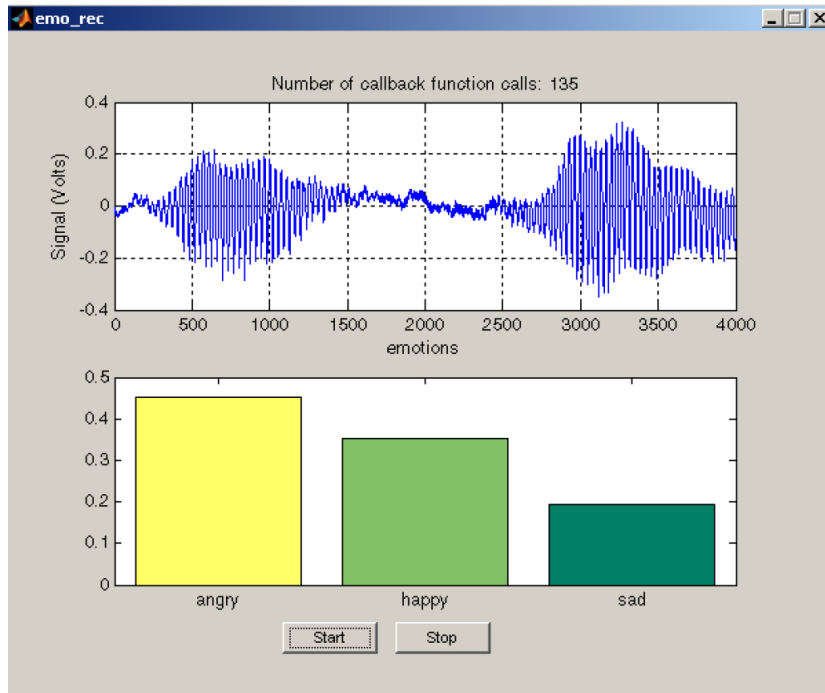 emo_rec
Number of callback function calls: 135
0.4
0.2
0
-0.2
-0.4
Signal (Volts)
0 500 1000 1500 2000 2500 3000 3500 4000
emotions
0.5
0.4
0.3
0.2
0.1
0
angry happy sad
Start Stop